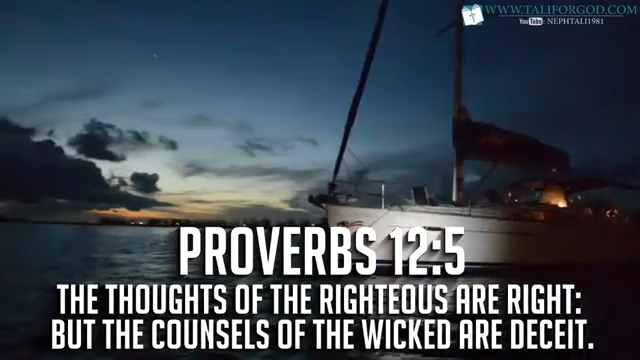 WWW.TALIFORGOD.COM
YouTube: NEPHTALI1981
PROVERBS 12:5
THE THOUGHTS OF THE RIGHTEOUS ARE RIGHT:
BUT THE COUNSELS OF THE WICKED ARE DECEIT.